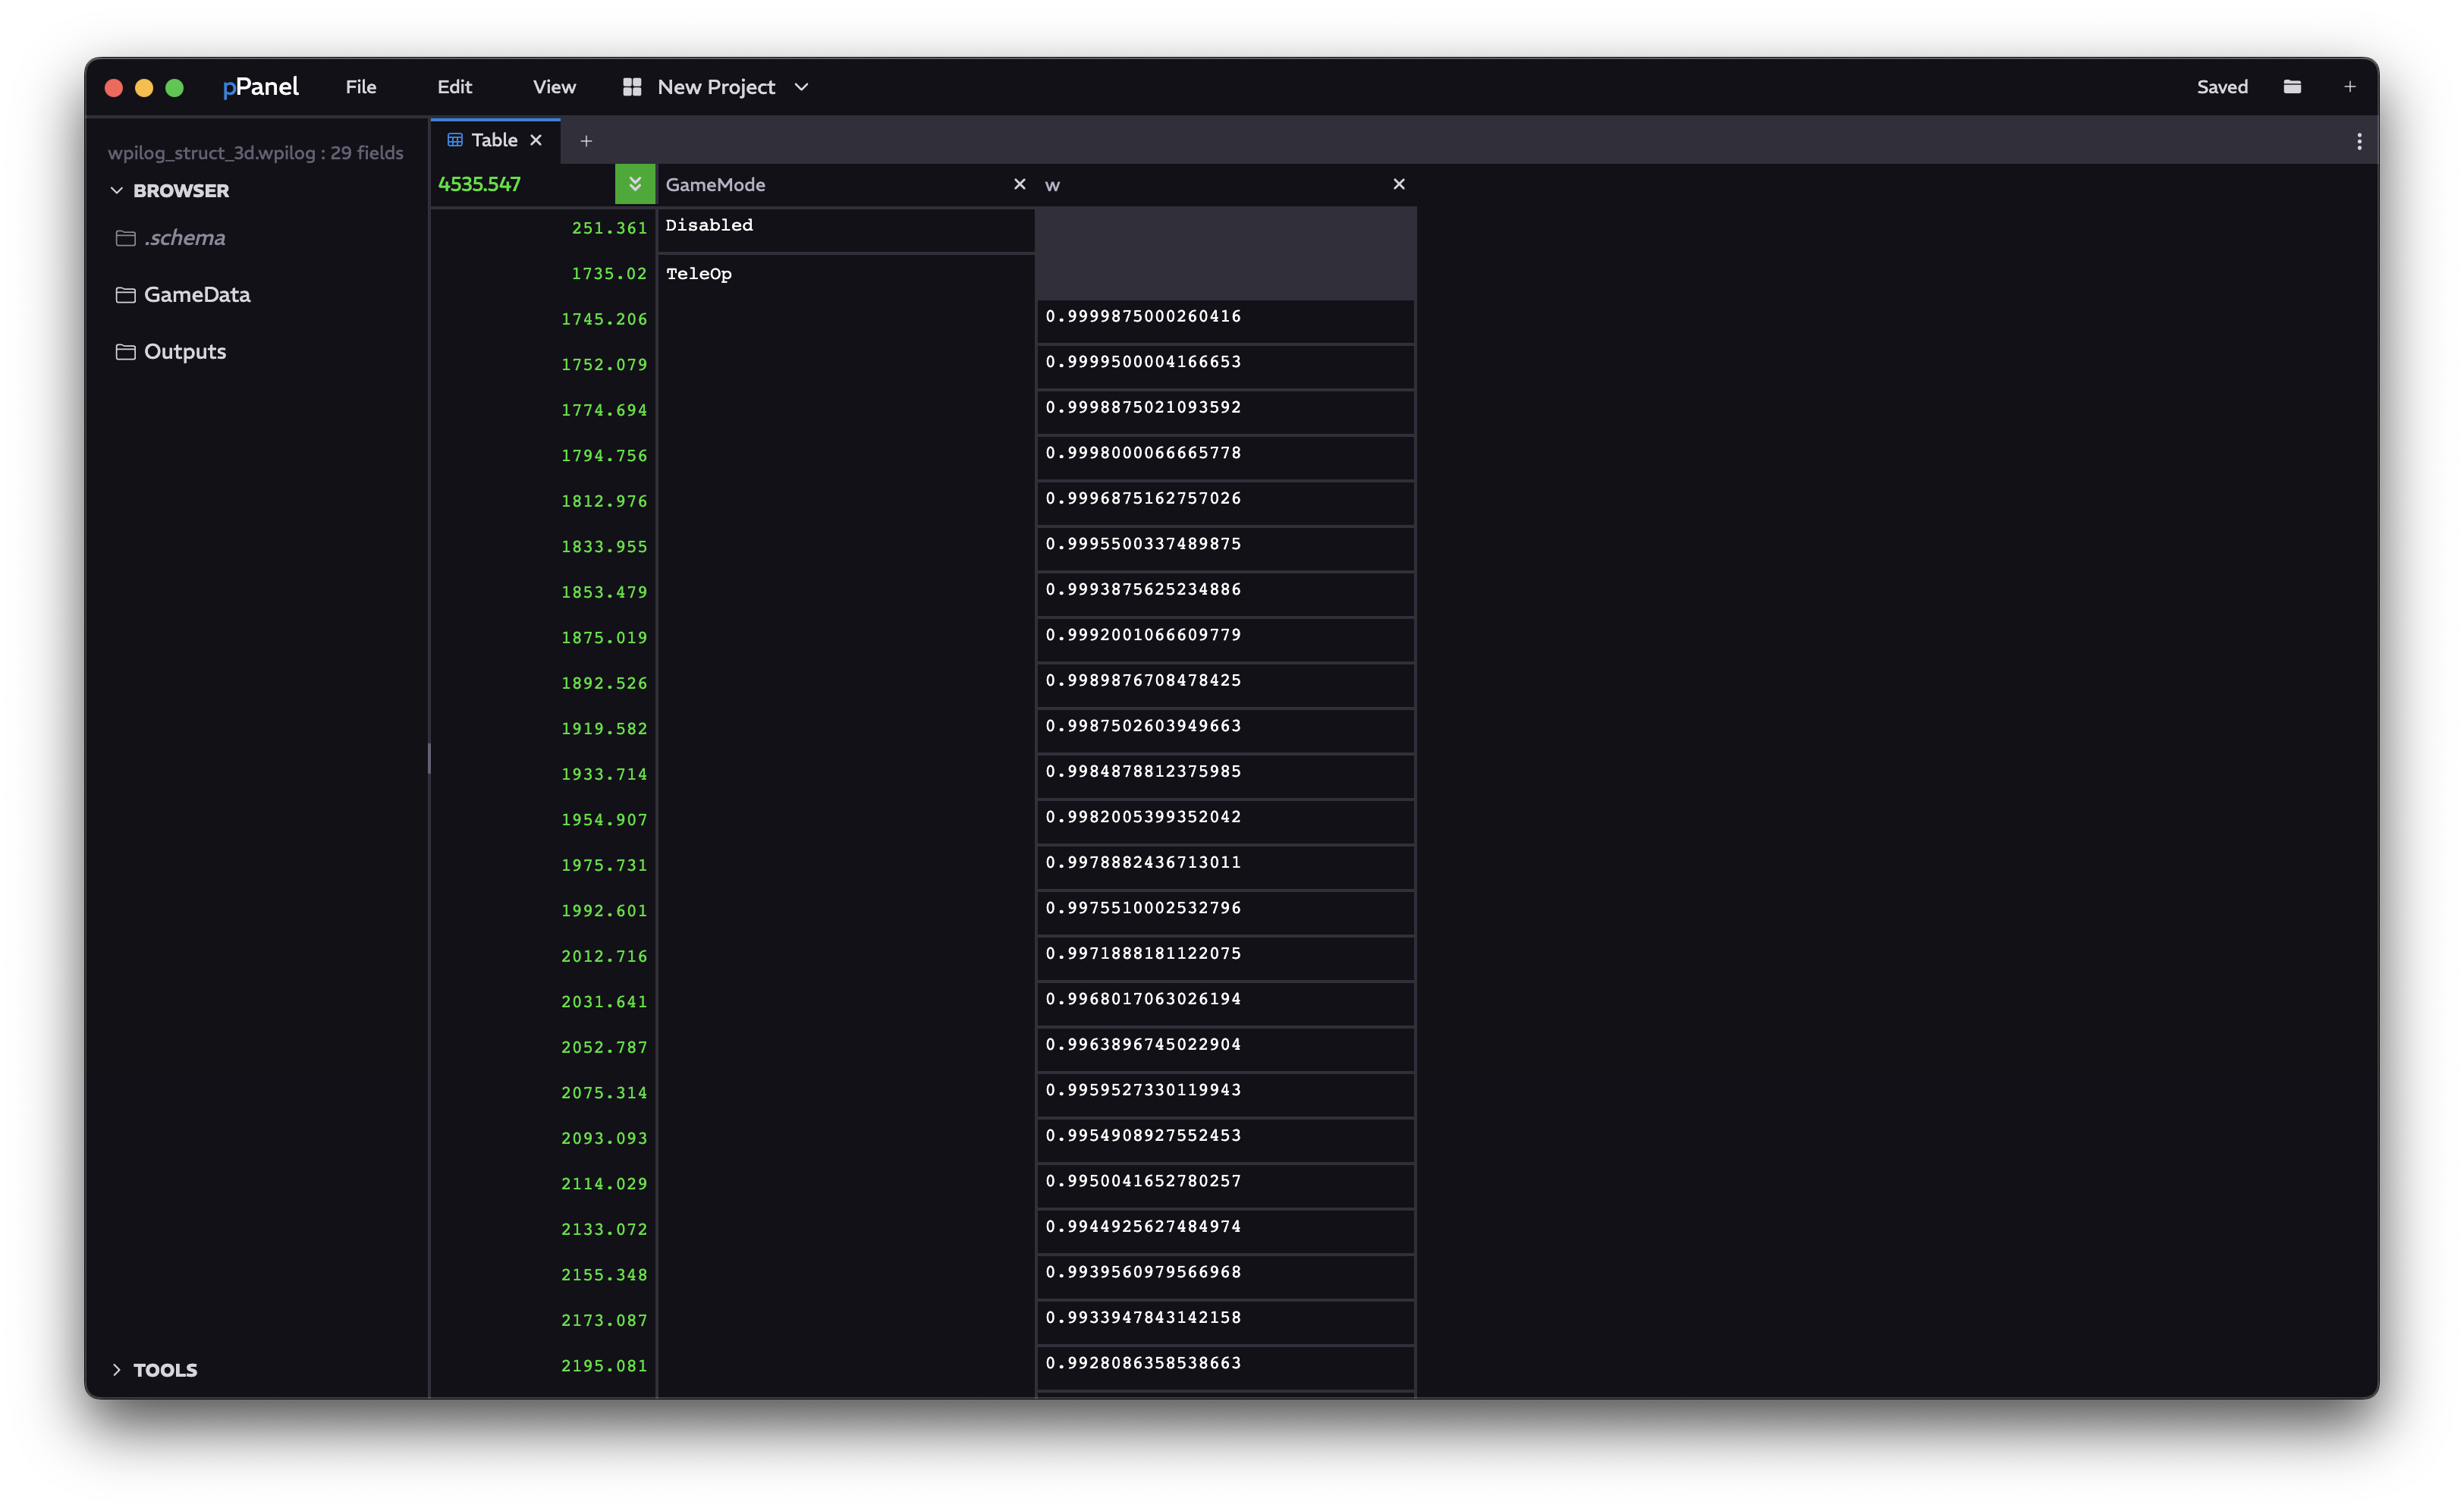 pPanel File Edit View New Project Saved
wpilog_struct_3d.wpilog : 29 fields
BROWSER
.schema
GameData
Outputs
TOOLS
Table
4535.547 GameMode w
251.361 Disabled
1735.02 TeleOp
1745.206 0.9999875000260416
1752.079 0.9999500004166653
1774.694 0.9998875021093592
1794.756 0.9998000066665778
1812.976 0.9996875162757026
1833.955 0.9995500337489875
1853.479 0.9993875625234886
1875.019 0.9992001066609779
1892.526 0.9989876708478425
1919.582 0.9987502603949663
1933.714 0.9984878812375985
1954.907 0.9982005399352042
1975.731 0.9978882436713011
1992.601 0.9975510002532796
2012.716 0.9971888181122075
2031.641 0.9968017063026194
2052.787 0.9963896745022904
2075.314 0.9959527330119943
2093.093 0.9954908927552453
2114.029 0.9950041652780257
2133.072 0.9944925627484974
2155.348 0.9939560979566968
2173.087 0.9933947843142158
2195.081 0.9928086358538663